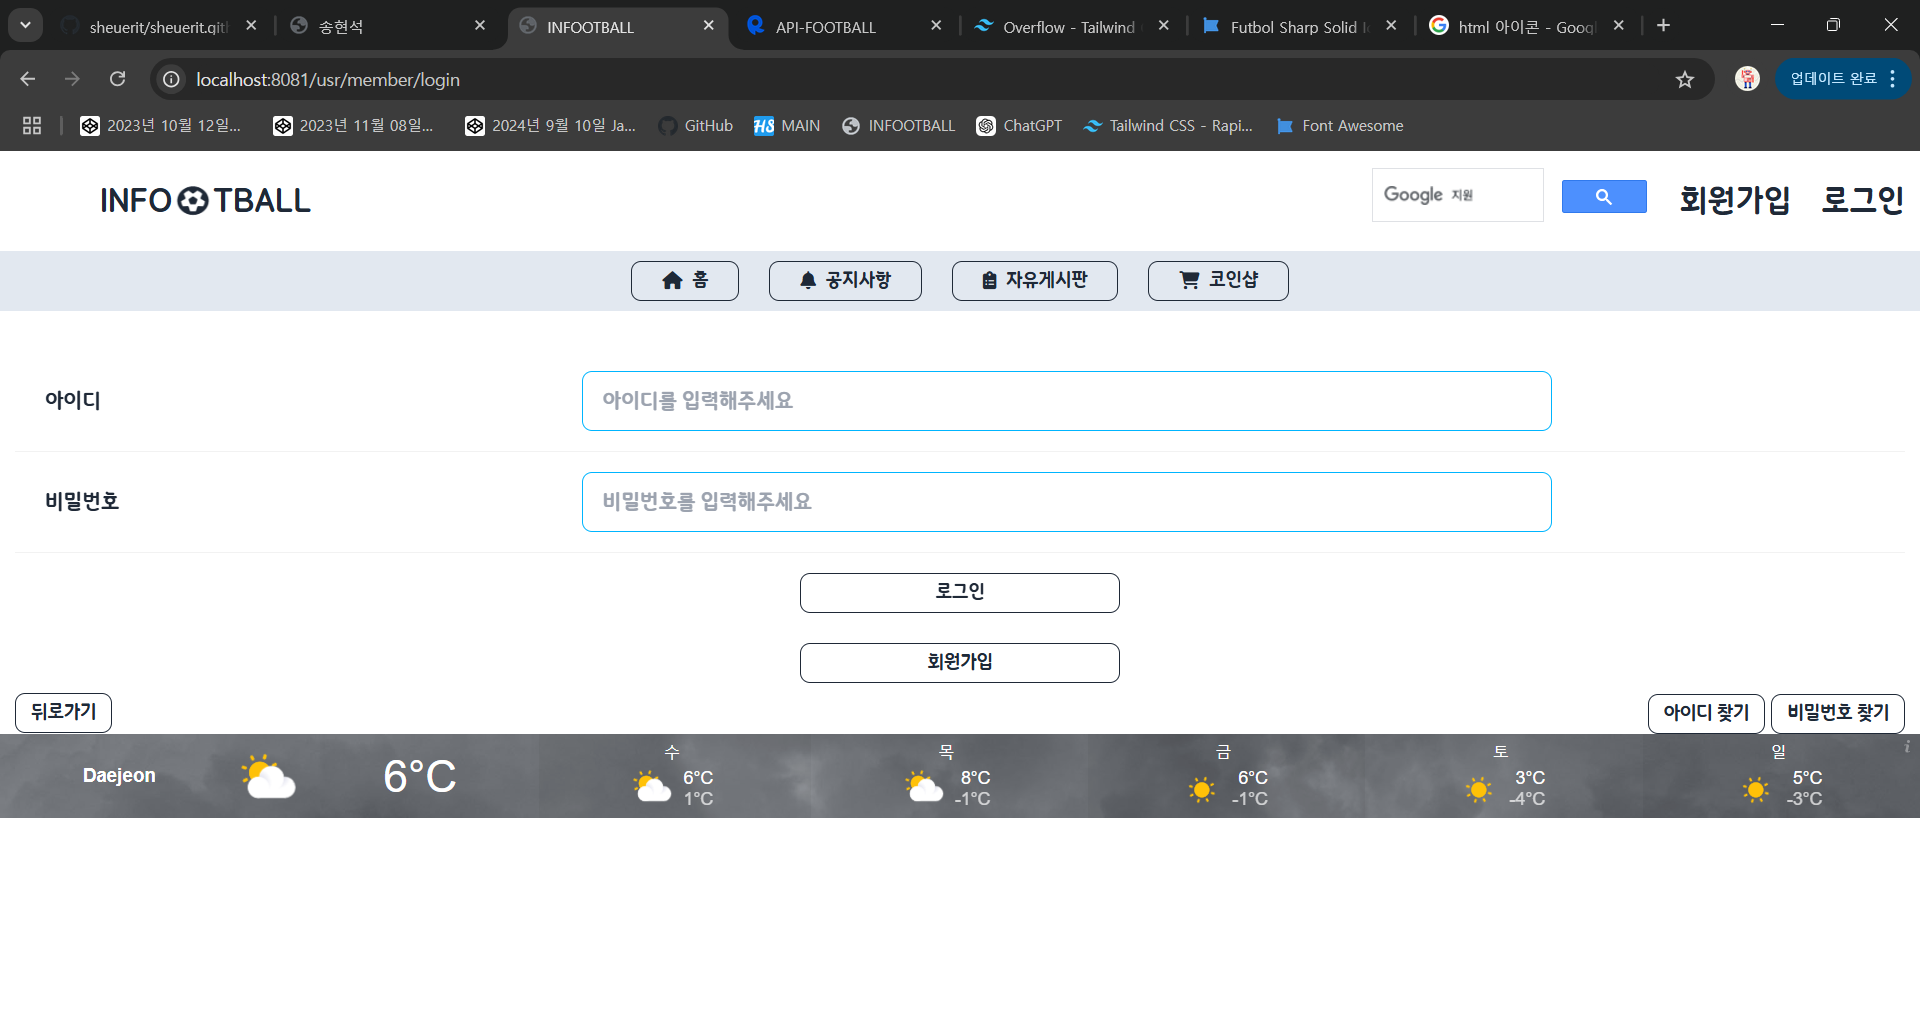 sheuerit/sheuerit.gitl
송현석
INFOOTBALL
API-FOOTBALL
Overflow - Tailwind
Futbol Sharp Solid I
html 아이콘 - Goog
localhost:8081/usr/member/login
업데이트 완료
2023년 10월 12일...
2023년 11월 08일...
2024년 9월 10일 Ja...
GitHub
HS MAIN
INFOOTBALL
ChatGPT
Tailwind CSS - Rapi...
Font Awesome
INFO TBALL
Google 지원
회원가입
로그인
홈
공지사항
자유게시판
코인샵
아이디
아이디를 입력해주세요
비밀번호
비밀번호를 입력해주세요
로그인
회원가입
뒤로가기
아이디 찾기
비밀번호 찾기
Daejeon
6°C
수
6°C
1°C
목
8°C
-1°C
금
6°C
-1°C
토
3°C
-4°C
일
5°C
-3°C
i